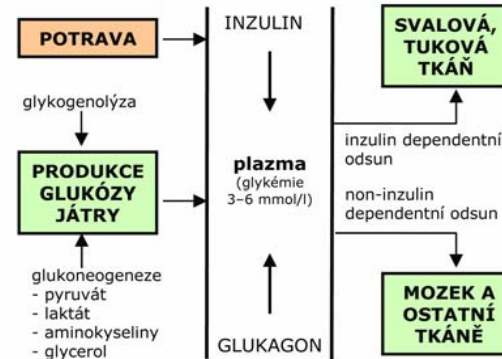 POTRAVA
glykogenolýza
PRODUKCE
GLUKÓZY
JÁTRY
glukoneogeneze
- pyruvát
- laktát
- aminokyseliny
- glycerol
INZULIN
plazma
(glykémie
3–6 mmol/l)
GLUKAGON
SVALOVÁ,
TUKOVÁ
TKÁŇ
inzulin dependentní
odsun
non-inzulin
dependentní odsun
MOZEK A
OSTATNÍ
TKÁNĚ